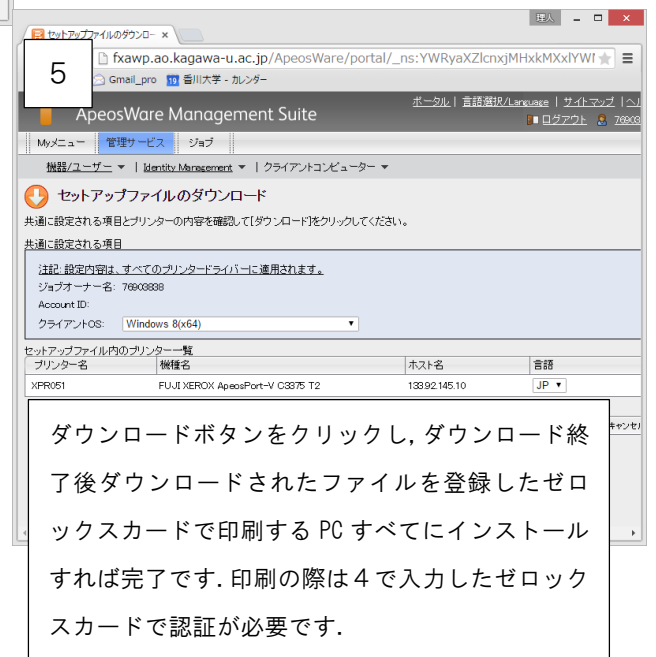 理人
セットアップファイルのダウンロー ×
5
fxawp.ao.kagawa-u.ac.jp/ApeosWare/portal/_ns:YWRyaXZlcnxjMHxkMXxlYWI
Gmail_pro 19 香川大学 - カレンダー
ポータル | 言語選択/Language | サイトマップ |
ApeosWare Management Suite
ログアウト 76903
Myメニュー 管理サービス ジョブ
機器/ユーザー ▼ | Identity Management ▼ | クライアントコンピューター ▼
セットアップファイルのダウンロード
共通に設定される項目とプリンターの内容を確認して[ダウンロード]をクリックしてください。
共通に設定される項目
注記: 設定内容は、すべてのプリンタードライバーに適用されます。
ジョブオーナー名: 76903838
Account ID:
クライアントOS: Windows 8(x64) ▼
セットアップファイル内のプリンター一覧
プリンター名 機種名 ホスト名 言語
XPR051 FUJI XEROX ApeosPort-V C3375 T2 133.92.145.10 JP ▼
キャンセル
ダウンロードボタンをクリックし,ダウンロード終
了後ダウンロードされたファイルを登録したゼロ
ックスカードで印刷する PC すべてにインストール
すれば完了です.印刷の際は４で入力したゼロック
スカードで認証が必要です.